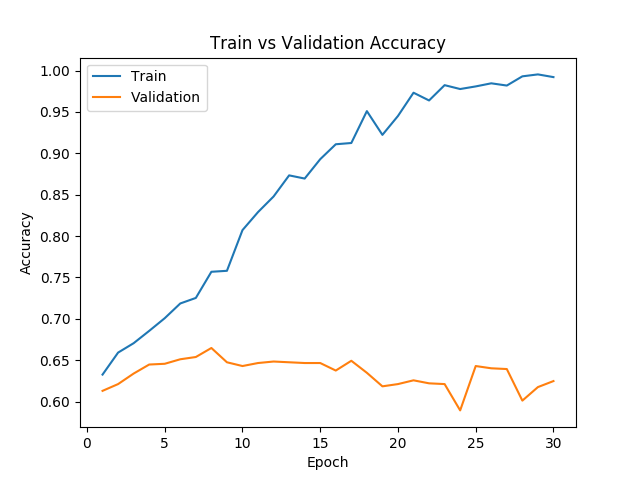 Train vs Validation Accuracy
1.00
0.95
0.90
0.85
0.80
0.75
0.70
0.65
0.60
Accuracy
Train
Validation
0 5 10 15 20 25 30
Epoch